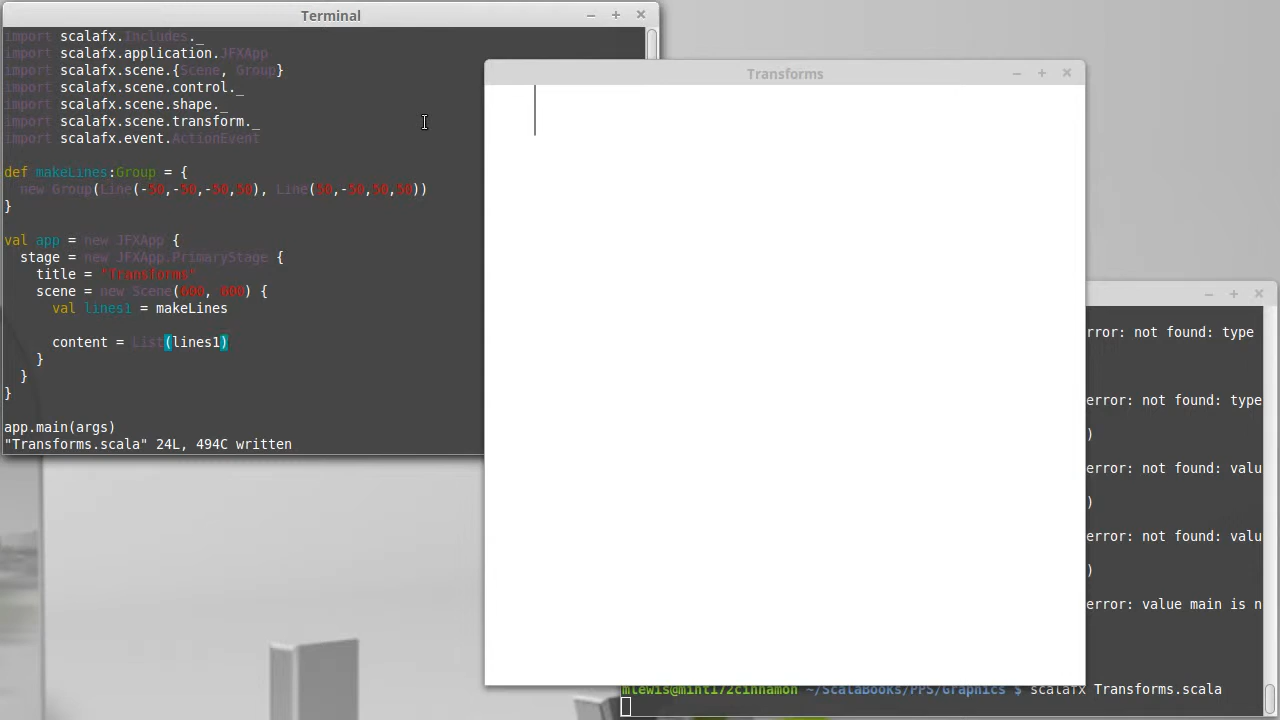 Terminal
import scalafx.Includes._
import scalafx.application.JFXApp
import scalafx.scene.{Scene, Group}
import scalafx.scene.control._
import scalafx.scene.shape._
import scalafx.scene.transform._
import scalafx.event.ActionEvent
def makeLines:Group = {
new Group(Line(-50,-50,-50,50), Line(50,-50,50,50))
}
val app = new JFXApp {
stage = new JFXApp.PrimaryStage {
title = "Transforms"
scene = new Scene(600, 600) {
val lines1 = makeLines
content = List(lines1)
}
}
}
app.main(args)
"Transforms.scala" 24L, 494C written
Transforms
rror: not found: type
error: not found: type
)
error: not found: valu
)
error: not found: valu
)
error: value main is n
mlewis@mint172cinnamon ~/ScalaBooks/PPS/Graphics $ scalafx Transforms.scala